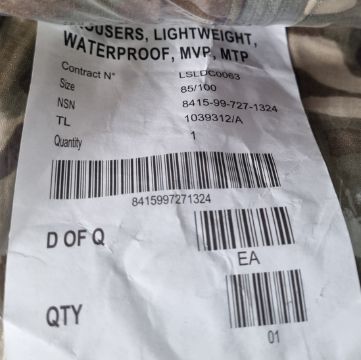 TROUSERS, LIGHTWEIGHT,
WATERPROOF, MVP, MTP
Contract N° LSLDC0063
Size 85/100
NSN 8415-99-727-1324
TL 1039312/A
Quantity 1
8415997271324
D OF Q
EA
QTY
01